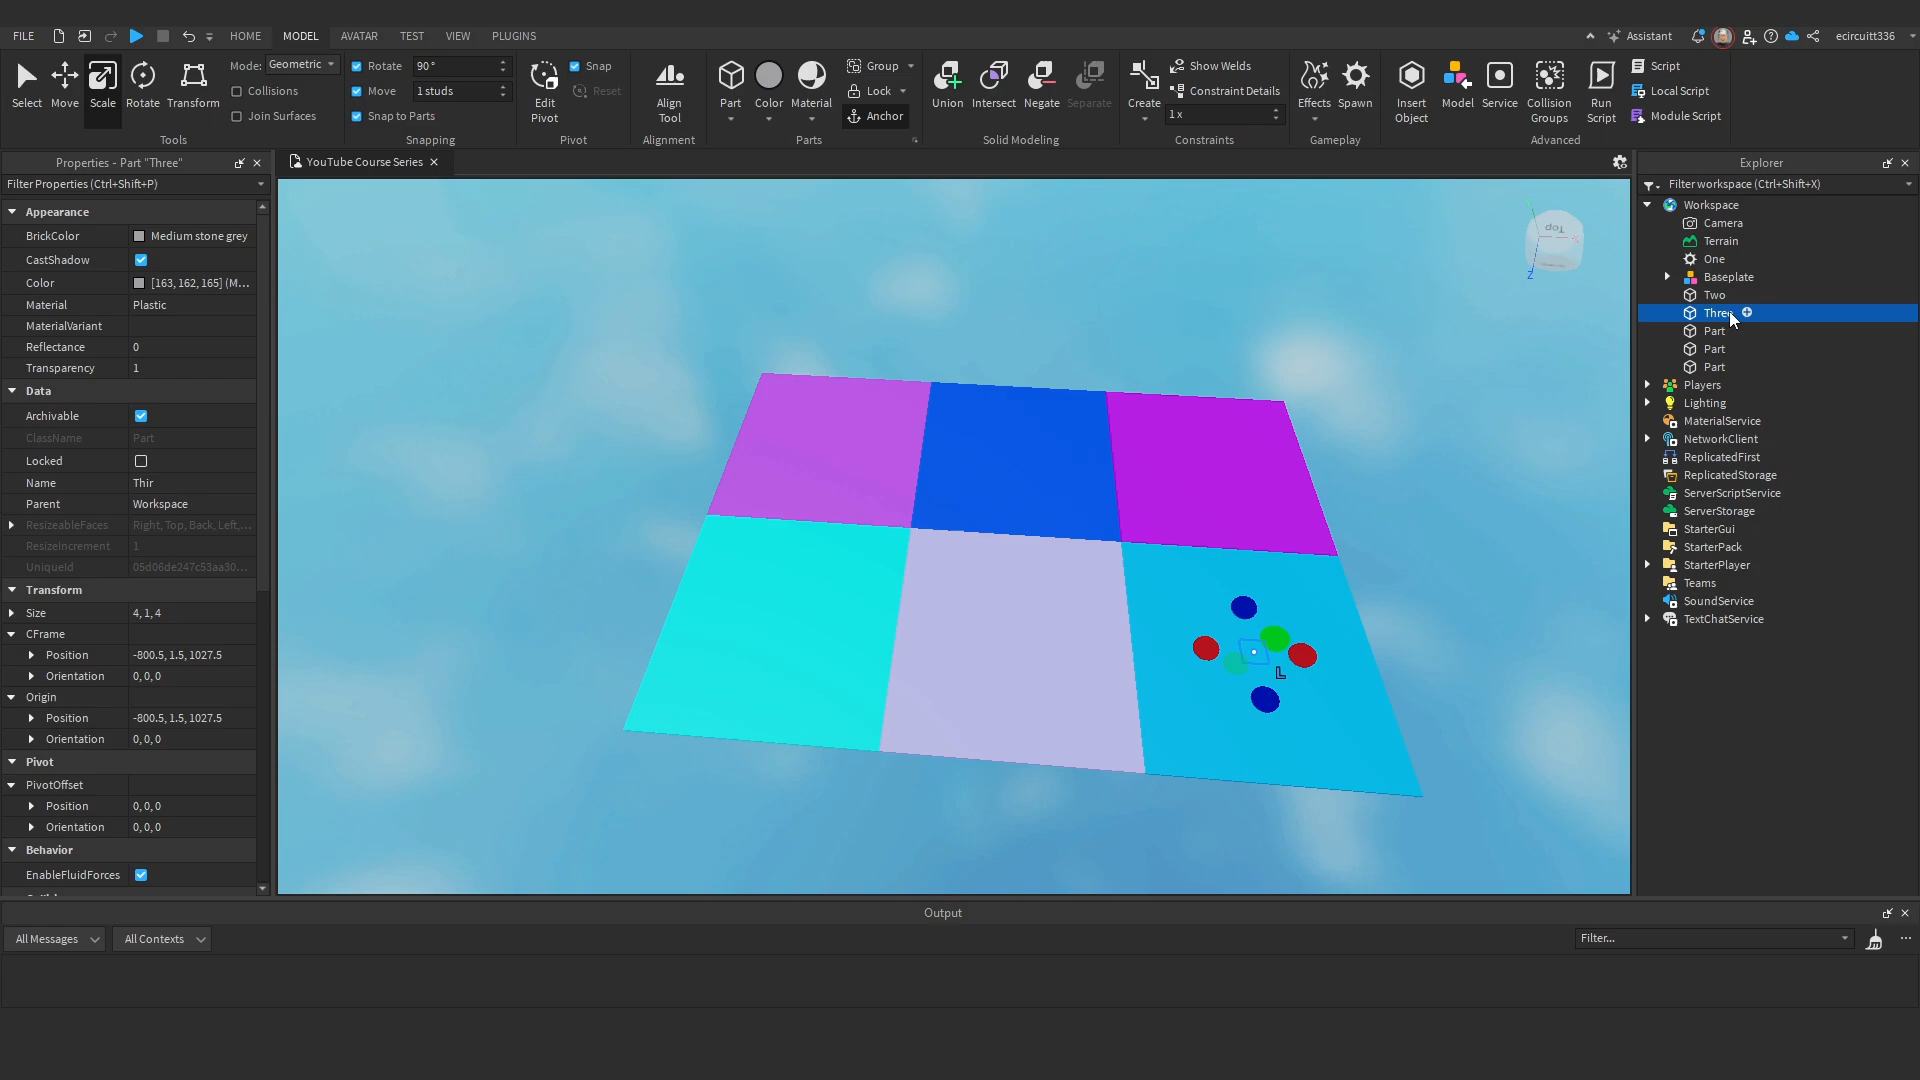 FILE HOME MODEL AVATAR TEST VIEW PLUGINS Assistant ecircuitt336
Select Move Scale Rotate Transform
Mode: Geometric
Collisions
Join Surfaces
Tools
Rotate 90°
Move 1 studs
Snap to Parts
Snapping
Edit
Pivot
Snap
Reset
Pivot
Align
Tool
Alignment
Part Color Material
Group
Lock
Anchor
Parts
Union Intersect Negate Separate
Solid Modeling
Create
Show Welds
Constraint Details
1 x
Constraints
Effects Spawn
Gameplay
Insert
Object
Model Service
Collision
Groups
Run
Script
Script
Local Script
Module Script
Advanced
Properties - Part "Three"
Filter Properties (Ctrl+Shift+P)
Appearance
BrickColor Medium stone grey
CastShadow
Color [163, 162, 165] (M...
Material Plastic
MaterialVariant
Reflectance 0
Transparency 1
Data
Archivable
ClassName Part
Locked
Name Thir
Parent Workspace
ResizeableFaces Right, Top, Back, Left,...
ResizeIncrement 1
UniqueId 05d06de247c53aa30...
Transform
Size 4, 1, 4
CFrame
Position -800.5, 1.5, 1027.5
Orientation 0, 0, 0
Origin
Position -800.5, 1.5, 1027.5
Orientation 0, 0, 0
Pivot
PivotOffset
Position 0, 0, 0
Orientation 0, 0, 0
Behavior
EnableFluidForces
YouTube Course Series
Top
Z
L
Explorer
Filter workspace (Ctrl+Shift+X)
Workspace
Camera
Terrain
One
Baseplate
Two
Three
Part
Part
Part
Players
Lighting
MaterialService
NetworkClient
ReplicatedFirst
ReplicatedStorage
ServerScriptService
ServerStorage
StarterGui
StarterPack
StarterPlayer
Teams
SoundService
TextChatService
Output
All Messages All Contexts Filter...